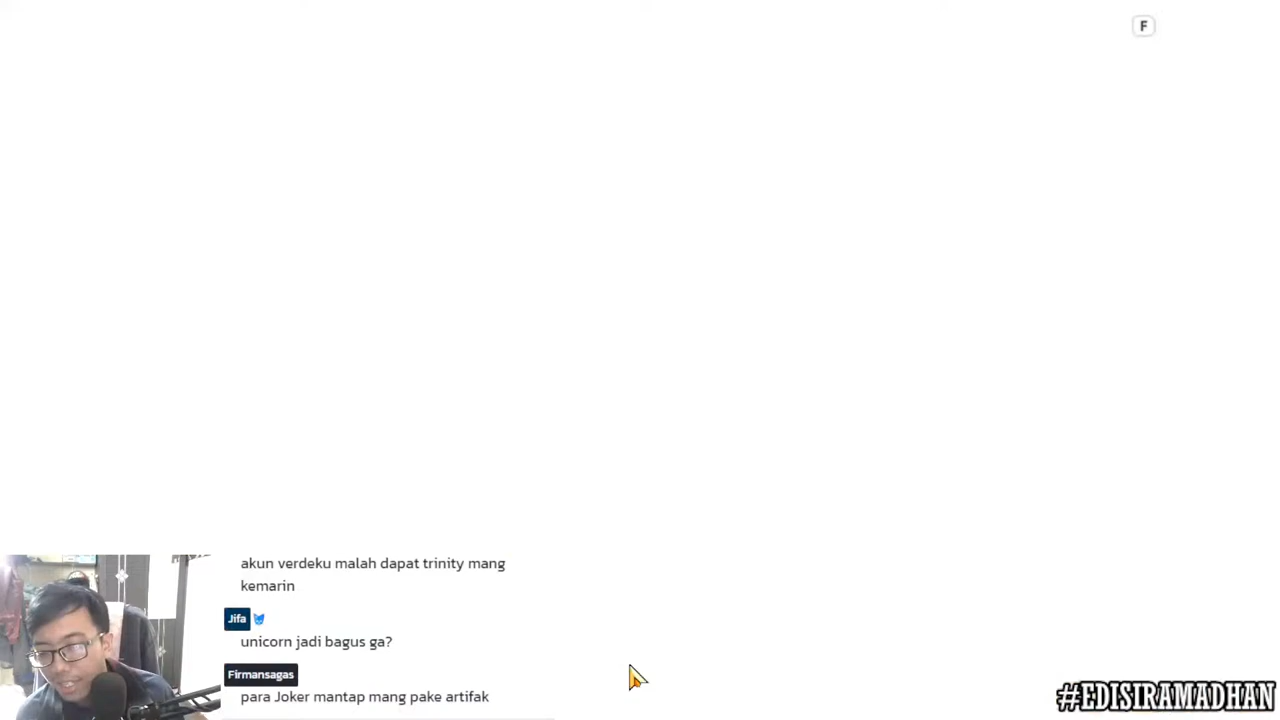 F
akun verdeku malah dapat trinity mang
kemarin
Jifa
unicorn jadi bagus ga?
Firmansagas
para Joker mantap mang pake artifak
#EDISIRAMADHAN